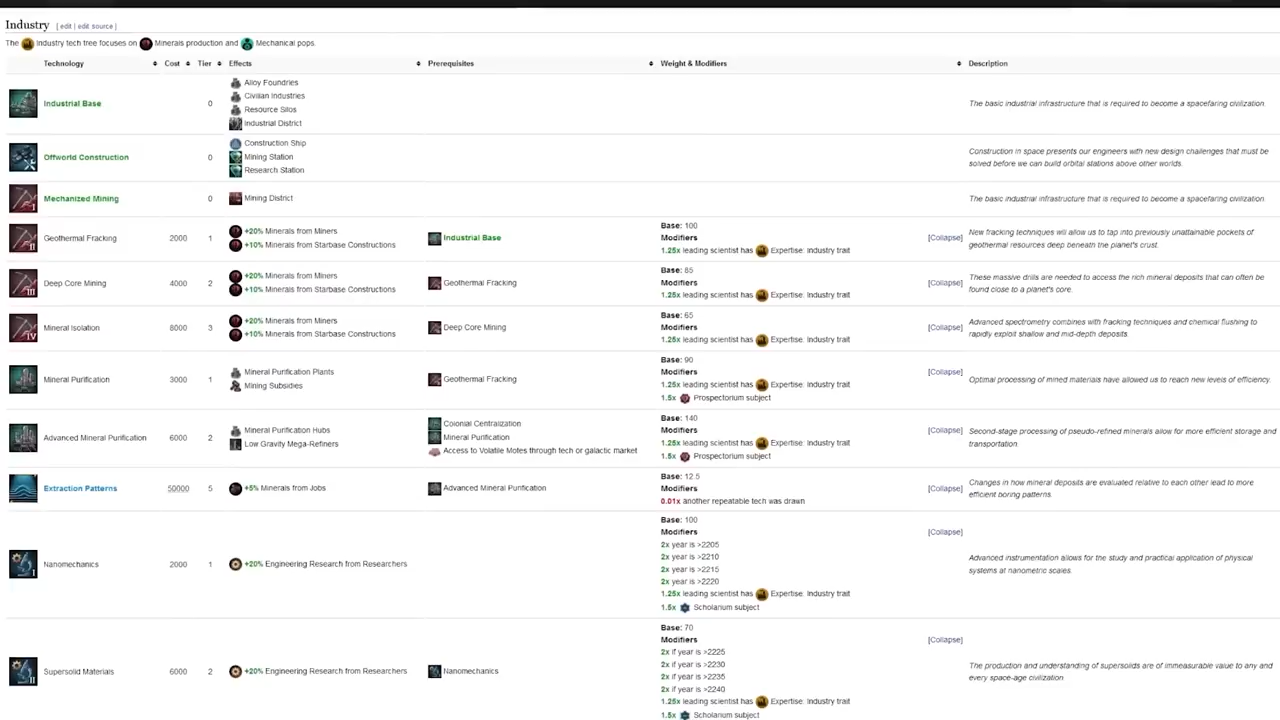 Industry [ edit | edit source ]
The Industry tech tree focuses on Minerals production and Mechanical pops.
Technology Cost Tier Effects Prerequisites Weight & Modifiers Description
Industrial Base 0 Alloy Foundries
Civilian Industries
Resource Silos
Industrial District
The basic industrial infrastructure that is required to become a spacefaring civilization.
Offworld Construction 0 Construction Ship
Mining Station
Research Station
Construction in space presents our engineers with new design challenges that must be
solved before we can build orbital stations above other worlds.
Mechanized Mining 0 Mining District The basic industrial infrastructure that is required to become a spacefaring civilization.
Geothermal Fracking 2000 1 +20% Minerals from Miners
+10% Minerals from Starbase Constructions
Industrial Base
Base: 100
Modifiers
1.25x leading scientist has Expertise: Industry trait
[Collapse]
New fracking techniques will allow us to tap into previously unattainable pockets of
geothermal resources deep beneath the planet's crust.
Deep Core Mining 4000 2 +20% Minerals from Miners
+10% Minerals from Starbase Constructions
Geothermal Fracking
Base: 85
Modifiers
1.25x leading scientist has Expertise: Industry trait
[Collapse]
These massive drills are needed to access the rich mineral deposits that can often be
found close to a planet's core.
Mineral Isolation 8000 3 +20% Minerals from Miners
+10% Minerals from Starbase Constructions
Deep Core Mining
Base: 65
Modifiers
1.25x leading scientist has Expertise: Industry trait
[Collapse]
Advanced spectrometry combines with fracking techniques and chemical flushing to
rapidly exploit shallow and mid-depth deposits.
Mineral Purification 3000 1 Mineral Purification Plants
Mining Subsidies
Geothermal Fracking
Base: 90
Modifiers
1.25x leading scientist has Expertise: Industry trait
1.5x Prospectorium subject
[Collapse]
Optimal processing of mined materials have allowed us to reach new levels of efficiency.
Advanced Mineral Purification 6000 2 Mineral Purification Hubs
Low Gravity Mega-Refiners
Colonial Centralization
Mineral Purification
Access to Volatile Motes through tech or galactic market
Base: 140
Modifiers
1.25x leading scientist has Expertise: Industry trait
1.5x Prospectorium subject
[Collapse]
Second-stage processing of pseudo-refined minerals allow for more efficient storage and
transportation.
Extraction Patterns 50000 5 +5% Minerals from Jobs Advanced Mineral Purification
Base: 12.5
Modifiers
0.01x another repeatable tech was drawn
[Collapse]
Changes in how mineral deposits are evaluated relative to each other lead to more
efficient boring patterns.
Nanomechanics 2000 1 +20% Engineering Research from Researchers
Base: 100
Modifiers
2x year is >2205
2x year is >2210
2x year is >2215
2x year is >2220
1.25x leading scientist has Expertise: Industry trait
1.5x Scholarium subject
[Collapse]
Advanced instrumentation allows for the study and practical application of physical
systems at nanometric scales.
Supersolid Materials 6000 2 +20% Engineering Research from Researchers Nanomechanics
Base: 70
Modifiers
2x if year is >2225
2x if year is >2230
2x if year is >2235
2x if year is >2240
1.25x leading scientist has Expertise: Industry trait
1.5x Scholarium subject
[Collapse]
The production and understanding of supersolids are of immeasurable value to any and
every space-age civilization.